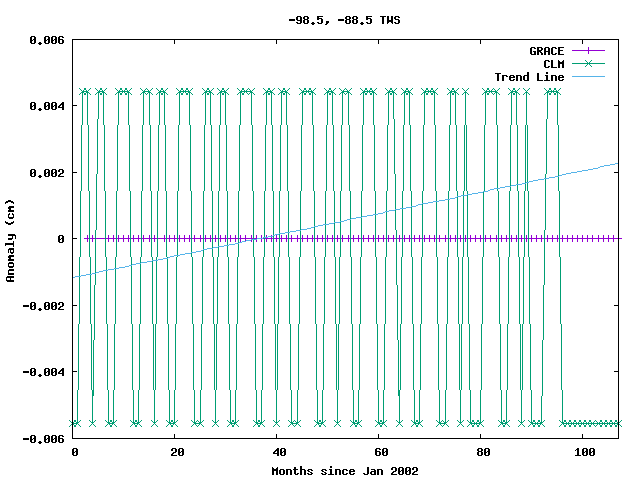 -98.5, -88.5 TWS
GRACE
CLM
Trend Line
0.006
0.004
0.002
0
-0.002
-0.004
-0.006
Anomaly (cm)
0 20 40 60 80 100
Months since Jan 2002